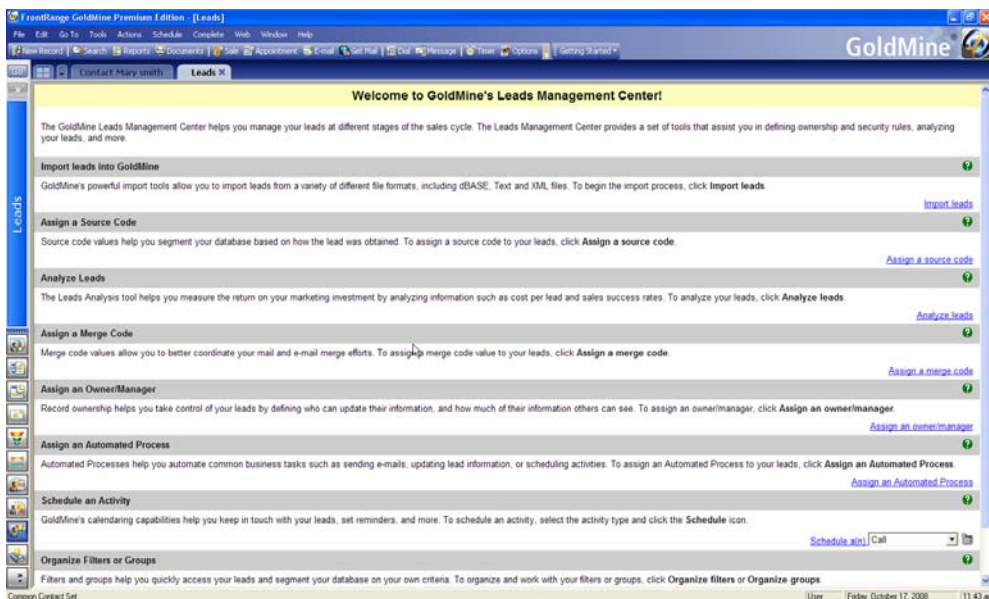 FrontRange GoldMine Premium Edition - [Leads]
File Edit Go To Tools Actions Schedule Complete Web Window Help
New Record Search Reports Documents Sale Appointment E-mail Get Mail Dial Message Timer Options Getting Started
GoldMine
Contact Mary smith Leads X
Leads
Welcome to GoldMine's Leads Management Center!
The GoldMine Leads Management Center helps you manage your leads at different stages of the sales cycle. The Leads Management Center provides a set of tools that assist you in defining ownership and security rules, analyzing
your leads, and more.
Import leads into GoldMine
GoldMine's powerful import tools allow you to import leads from a variety of different file formats, including dBASE, Text and XML files. To begin the import process, click Import leads.
Import leads
Assign a Source Code
Source code values help you segment your database based on how the lead was obtained. To assign a source code to your leads, click Assign a source code.
Assign a source code
Analyze Leads
The Leads Analysis tool helps you measure the return on your marketing investment by analyzing information such as cost per lead and sales success rates. To analyze your leads, click Analyze leads.
Analyze leads
Assign a Merge Code
Merge code values allow you to better coordinate your mail and e-mail merge efforts. To assign a merge code value to your leads, click Assign a merge code.
Assign a merge code
Assign an Owner/Manager
Record ownership helps you take control of your leads by defining who can update their information, and how much of their information others can see. To assign an owner/manager, click Assign an owner/manager.
Assign an owner/manager
Assign an Automated Process
Automated Processes help you automate common business tasks such as sending e-mails, updating lead information, or scheduling activities. To assign an Automated Process to your leads, click Assign an Automated Process.
Assign an Automated Process
Schedule an Activity
GoldMine's calendaring capabilities help you keep in touch with your leads, set reminders, and more. To schedule an activity, select the activity type and click the Schedule icon.
Schedule a(n) Call
Organize Filters or Groups
Filters and groups help you quickly access your leads and segment your database on your own criteria. To organize and work with your filters or groups, click Organize filters or Organize groups.
Common Contact Set User Friday, October 17, 2008 11:43 a